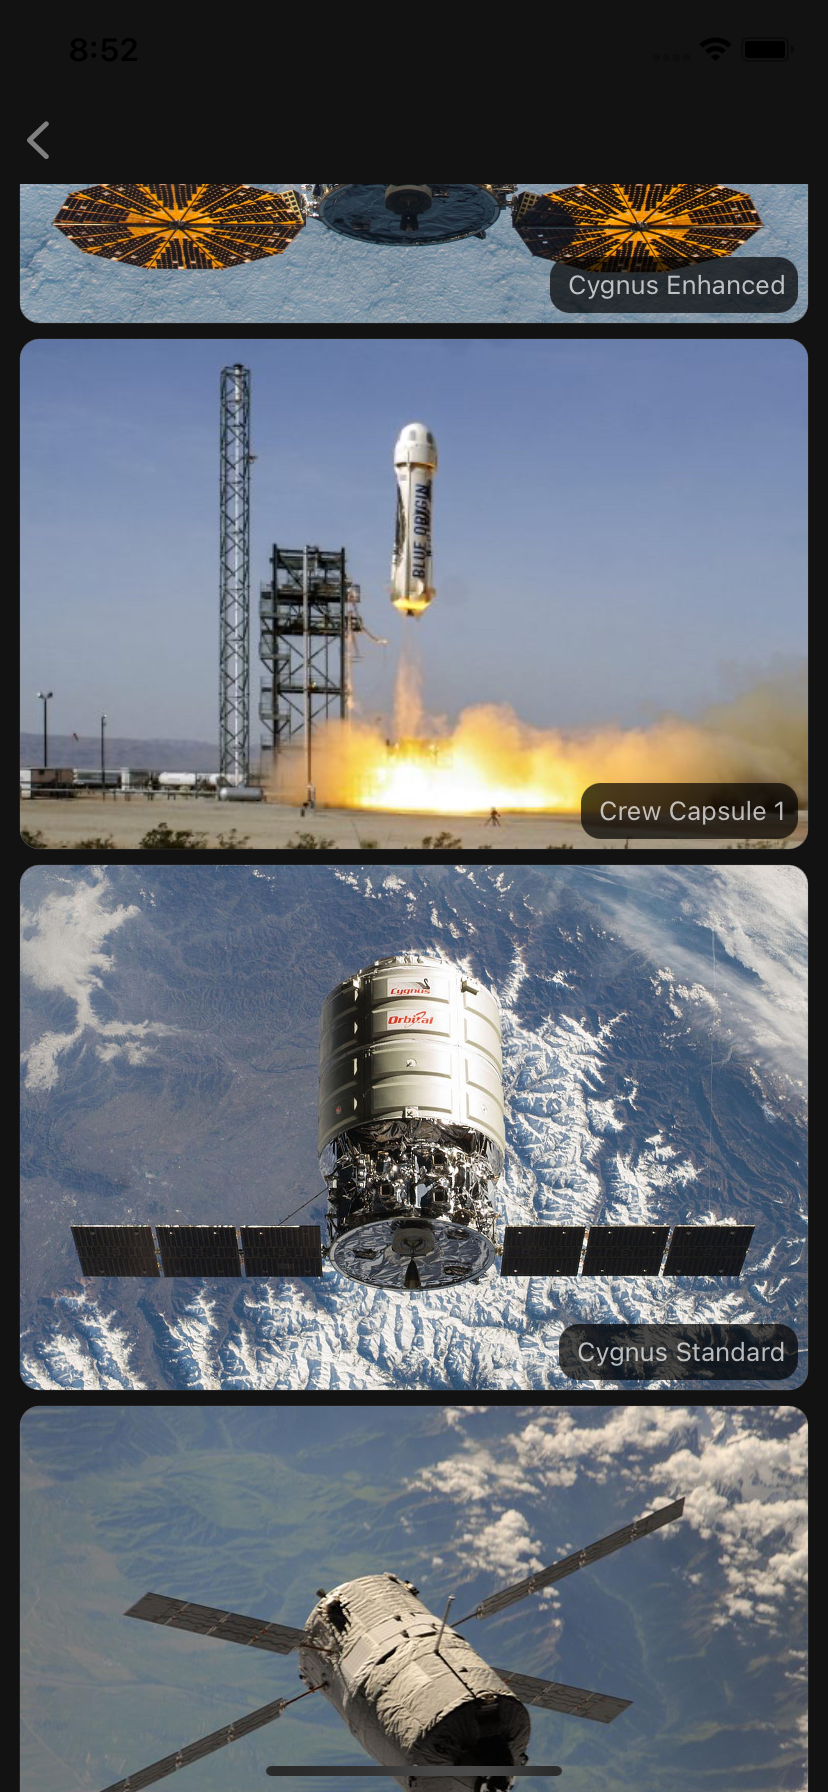 8:52
Cygnus Enhanced
BLUE ORIGIN
Crew Capsule 1
Cygnus
Orbital
Cygnus Standard